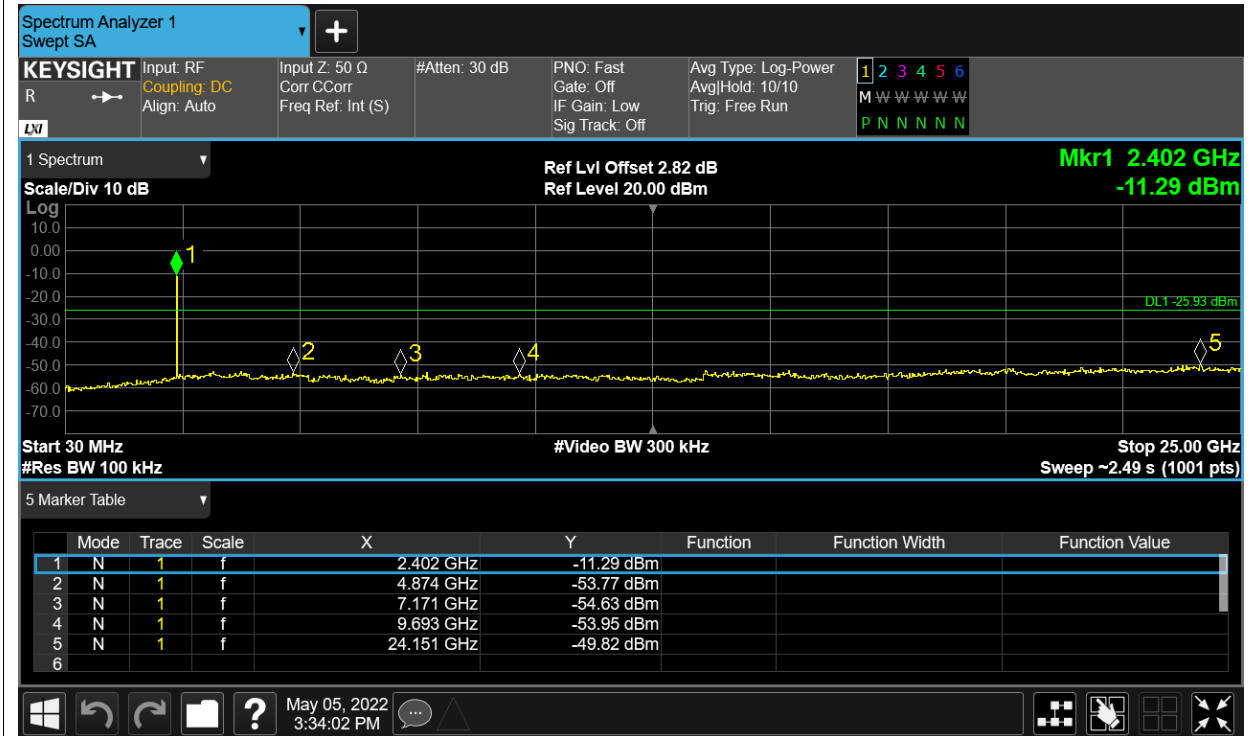 Spectrum Analyzer 1
Swept SA
KEYSIGHT
R
LXI
Input: RF
Coupling: DC
Align: Auto
Input Z: 50 Ω
Corr CCorr
Freq Ref: Int (S)
#Atten: 30 dB
PNO: Fast
Gate: Off
IF Gain: Low
Sig Track: Off
Avg Type: Log-Power
Avg|Hold: 10/10
Trig: Free Run
1 2 3 4 5 6
M W W W W W
P N N N N N
1 Spectrum
Scale/Div 10 dB
Ref Lvl Offset 2.82 dB
Ref Level 20.00 dBm
Mkr1 2.402 GHz
-11.29 dBm
Log
10.0
0.00
-10.0
-20.0
-30.0
-40.0
-50.0
-60.0
-70.0
1
2
3
4
5
DL1 -25.93 dBm
Start 30 MHz
#Res BW 100 kHz
#Video BW 300 kHz
Stop 25.00 GHz
Sweep ~2.49 s (1001 pts)
5 Marker Table
Mode Trace Scale X Y Function Function Width Function Value
1 N 1 f 2.402 GHz -11.29 dBm
2 N 1 f 4.874 GHz -53.77 dBm
3 N 1 f 7.171 GHz -54.63 dBm
4 N 1 f 9.693 GHz -53.95 dBm
5 N 1 f 24.151 GHz -49.82 dBm
6
?
May 05, 2022
3:34:02 PM